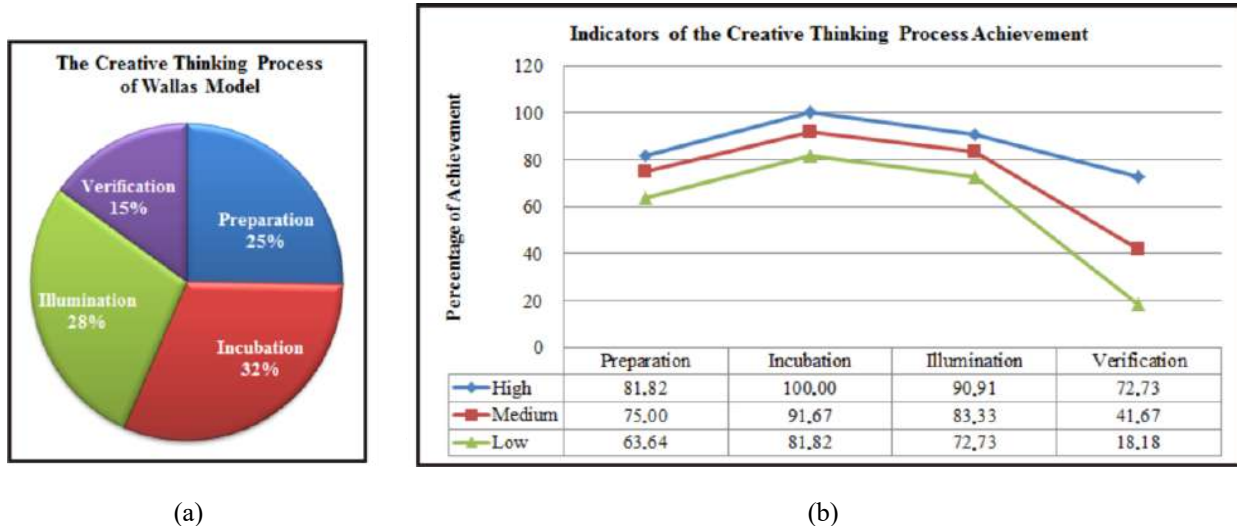 The Creative Thinking Process
of Wallas Model
Verification
15%
Preparation
25%
Illumination
28%
Incubation
32%
(a)
Indicators of the Creative Thinking Process Achievement
Percentage of Achievement
120
100
80
60
40
20
0
Preparation Incubation Illumination Verification
High 81,82 100,00 90,91 72,73
Medium 75,00 91,67 83,33 41,67
Low 63,64 81,82 72,73 18,18
(b)